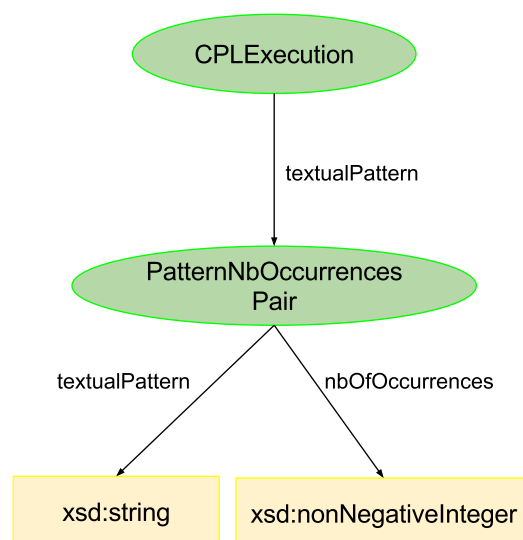 CPLExecution
textualPattern
PatternNbOccurrences
Pair
textualPattern
nbOfOccurrences
xsd:string
xsd:nonNegativeInteger